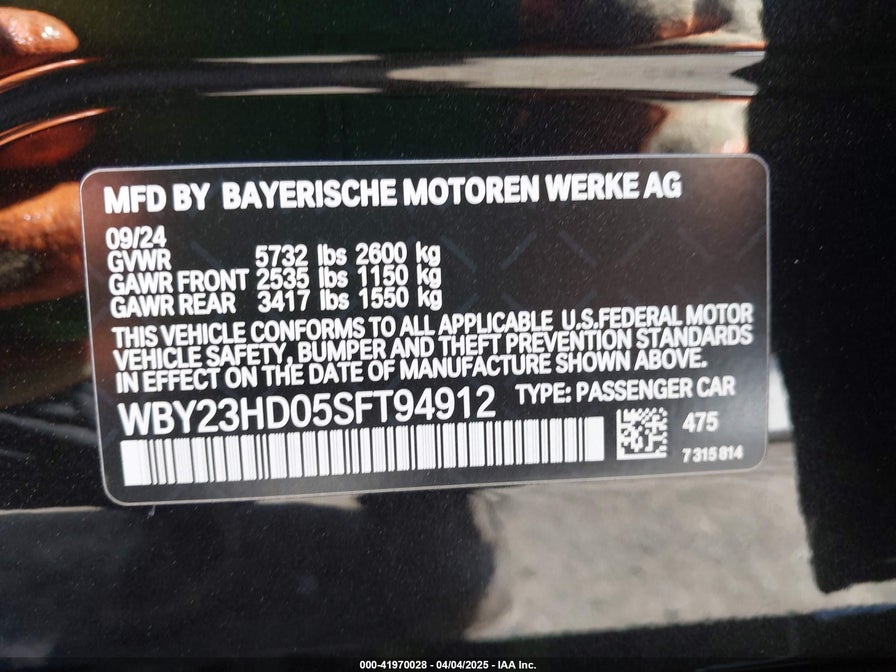 MFD BY BAYERISCHE MOTOREN WERKE AG
09/24
GVWR 5732 lbs 2600 kg
GAWR FRONT 2535 lbs 1150 kg
GAWR REAR 3417 lbs 1550 kg
THIS VEHICLE CONFORMS TO ALL APPLICABLE U.S.FEDERAL MOTOR
VEHICLE SAFETY, BUMPER AND THEFT PREVENTION STANDARDS
IN EFFECT ON THE DATE OF MANUFACTURE SHOWN ABOVE.
WBY23HD05SFT94912 TYPE: PASSENGER CAR
475
7 315 814
000-41970028 - 04/04/2025 - IAA Inc.